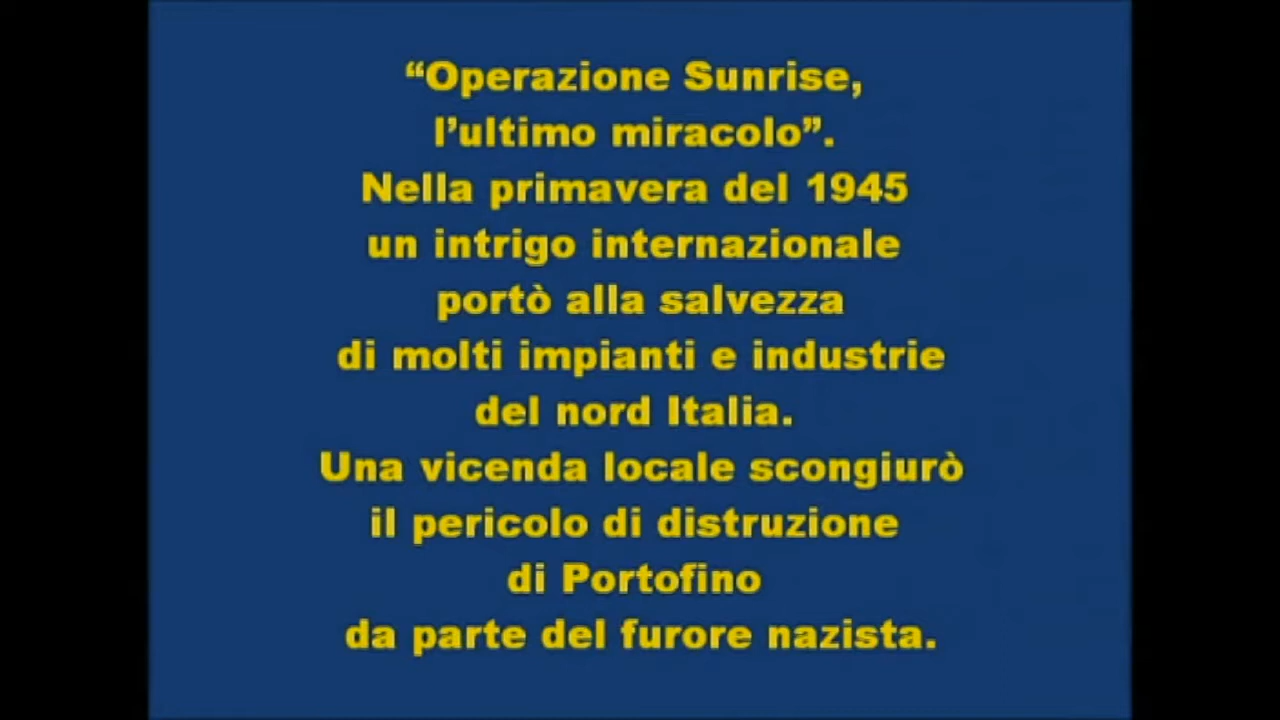 “Operazione Sunrise,
l’ultimo miracolo”.
Nella primavera del 1945
un intrigo internazionale
portò alla salvezza
di molti impianti e industrie
del nord Italia.
Una vicenda locale scongiurò
il pericolo di distruzione
di Portofino
da parte del furore nazista.